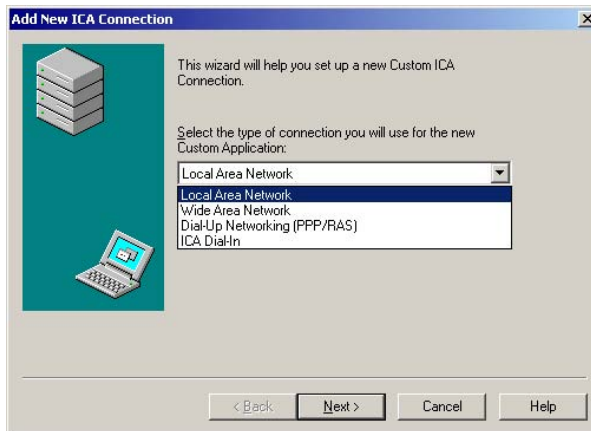 Add New ICA Connection
This wizard will help you set up a new Custom ICA
Connection.
Select the type of connection you will use for the new
Custom Application:
Local Area Network
Local Area Network
Wide Area Network
Dial-Up Networking (PPP/RAS)
ICA Dial-In
< Back
Next >
Cancel
Help